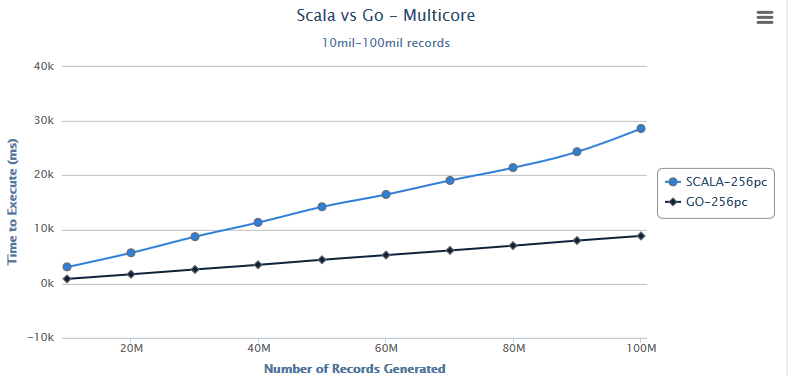 Scala vs Go - Multicore
10mil-100mil records
40k
30k
20k
10k
0k
-10k
Time to Execute (ms)
20M 40M 60M 80M 100M
Number of Records Generated
SCALA-256pc
GO-256pc